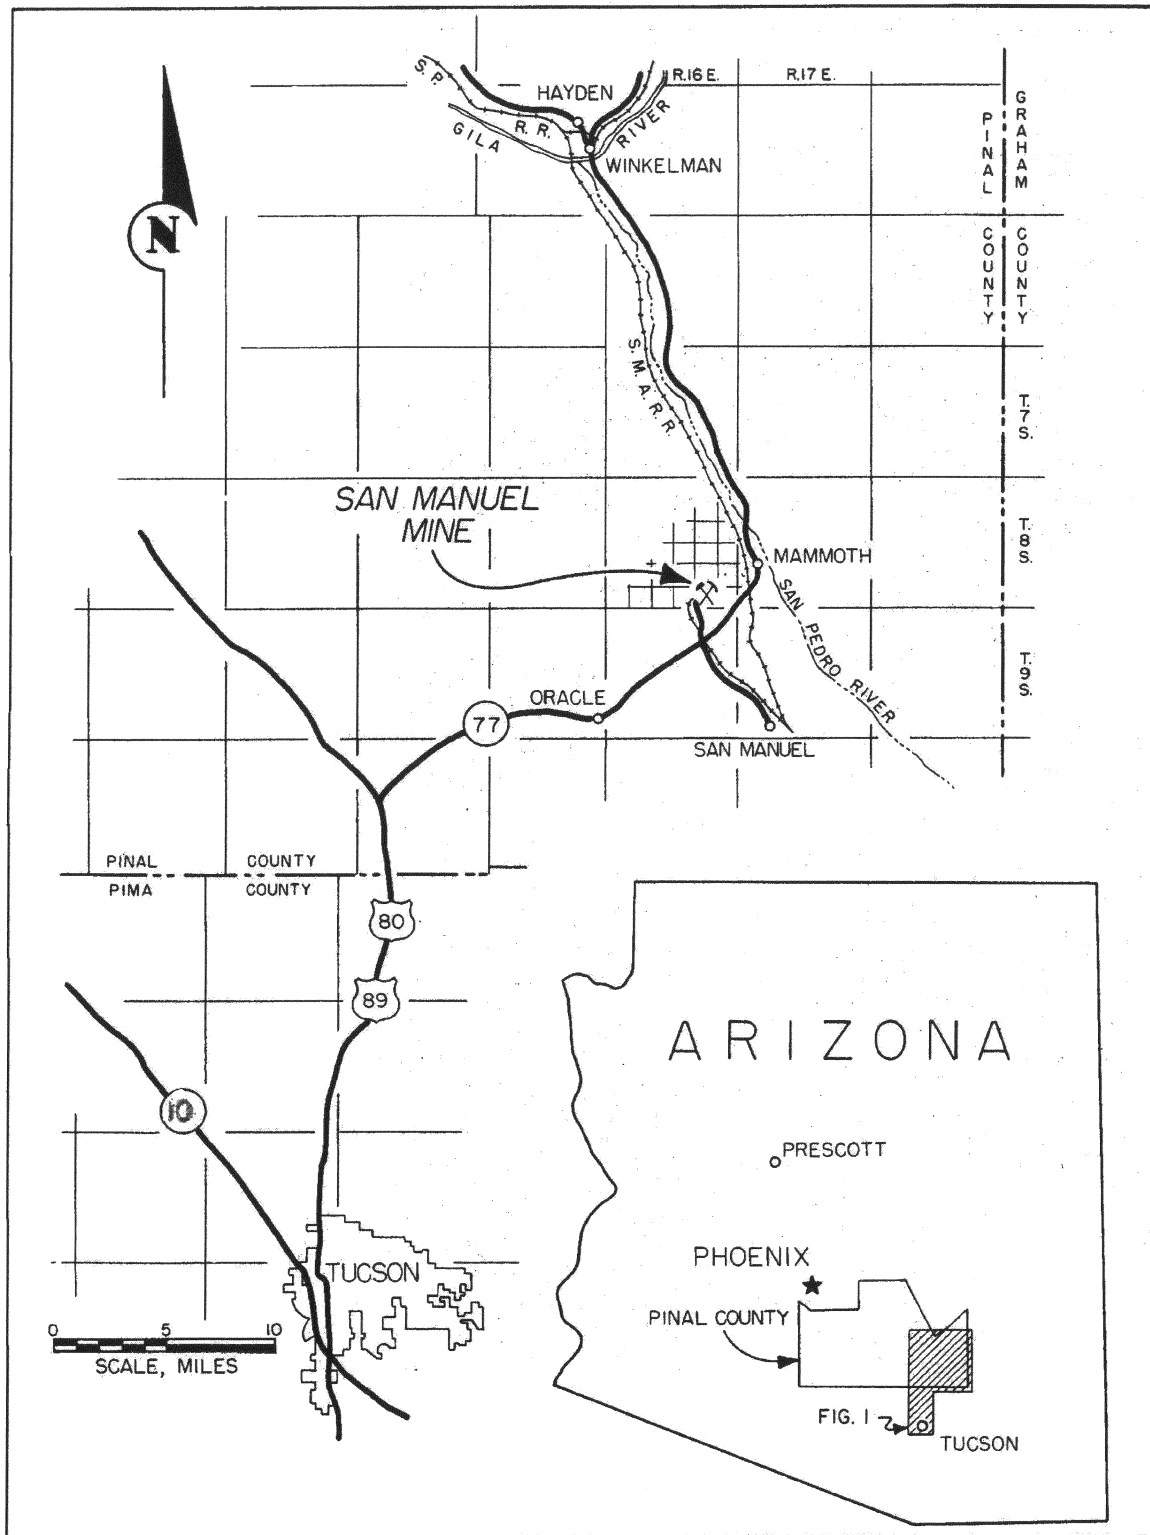 S.P.
R. R.
HAYDEN
R.16 E.
R.17 E.
GILA
RIVER
WINKELMAN
PINAL COUNTY
GRAHAM COUNTY
N
S. M. A. R. R.
T.7S.
SAN MANUEL
MINE
T.8S.
MAMMOTH
SAN PEDRO RIVER
T.9S.
ORACLE
77
SAN MANUEL
PINAL COUNTY
PIMA COUNTY
80
89
10
TUCSON
0 5 10
SCALE, MILES
ARIZONA
PRESCOTT
PHOENIX
PINAL COUNTY
FIG. 1
TUCSON